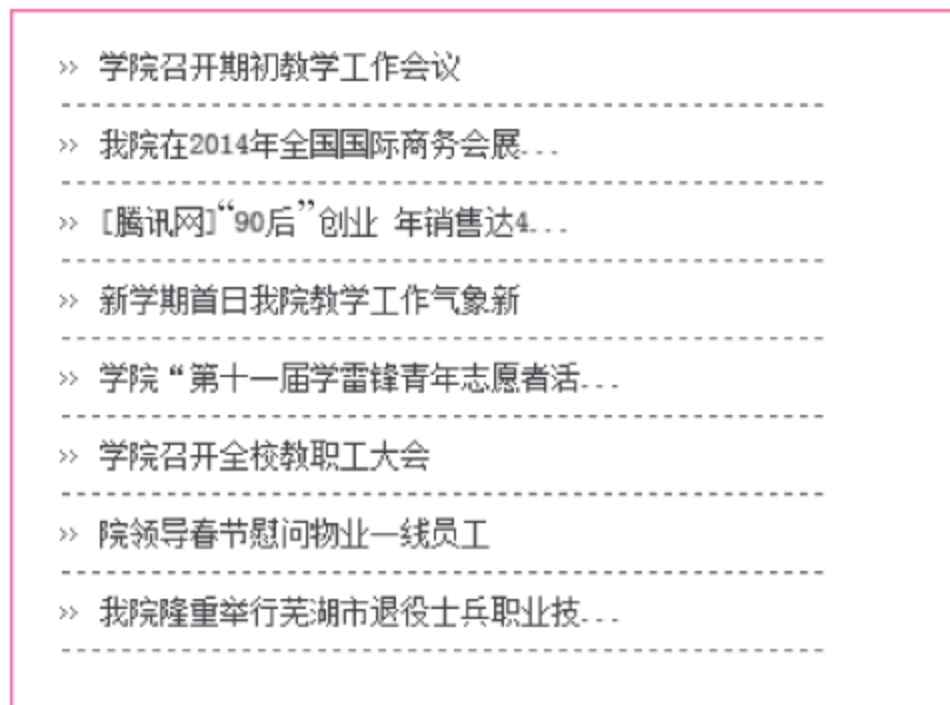 ›› 学院召开期初教学工作会议
›› 我院在2014年全国国际商务会展...
›› [腾讯网]“90后”创业 年销售达4...
›› 新学期首日我院教学工作气象新
›› 学院“第十一届学雷锋青年志愿者活...
›› 学院召开全校教职工大会
›› 院领导春节慰问物业一线员工
›› 我院隆重举行芜湖市退役士兵职业技...